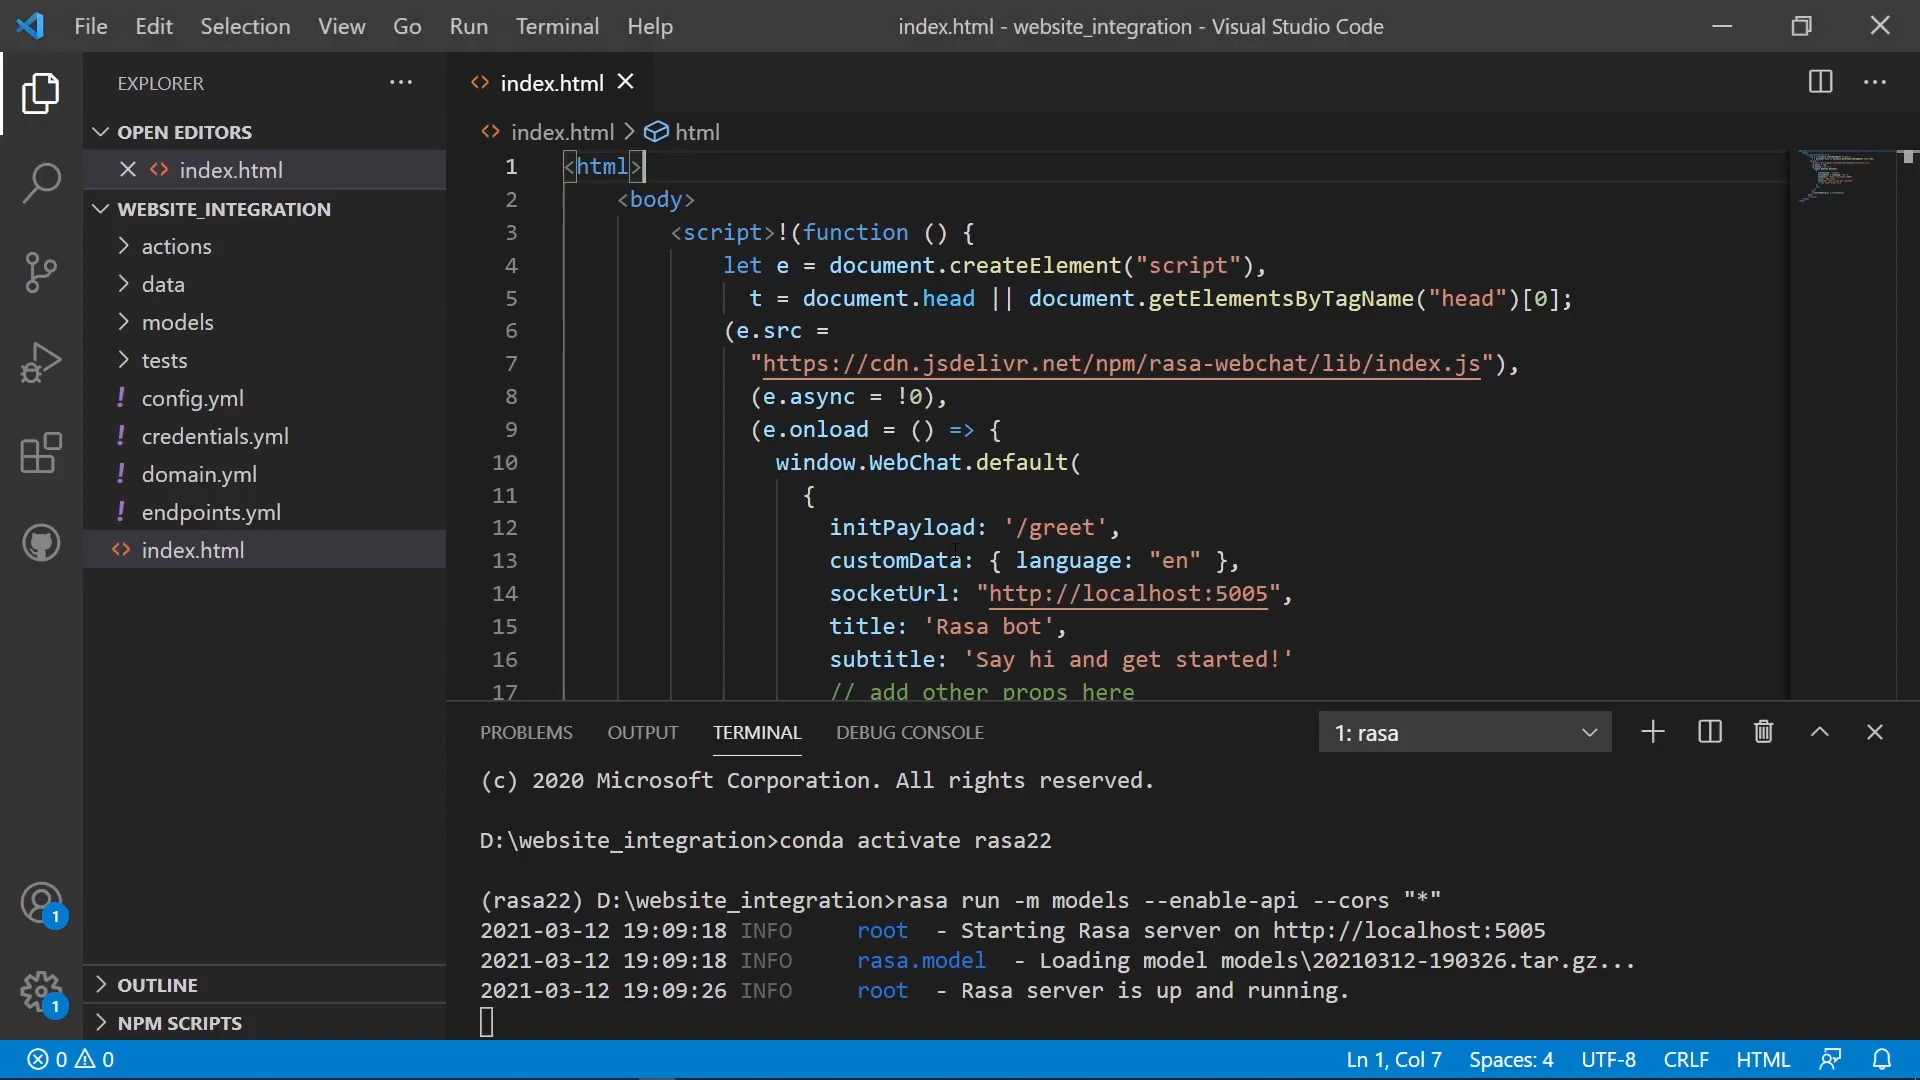 File Edit Selection View Go Run Terminal Help index.html - website_integration - Visual Studio Code
EXPLORER
OPEN EDITORS
index.html
WEBSITE_INTEGRATION
actions
data
models
tests
! config.yml
! credentials.yml
! domain.yml
! endpoints.yml
index.html
OUTLINE
NPM SCRIPTS
1
1
index.html
index.html > html
1 <html>
2 <body>
3 <script>!(function () {
4 let e = document.createElement("script"),
5 t = document.head || document.getElementsByTagName("head")[0];
6 (e.src =
7 "https://cdn.jsdelivr.net/npm/rasa-webchat/lib/index.js"),
8 (e.async = !0),
9 (e.onload = () => {
10 window.WebChat.default(
11 {
12 initPayload: '/greet',
13 customData: { language: "en" },
14 socketUrl: "http://localhost:5005",
15 title: 'Rasa bot',
16 subtitle: 'Say hi and get started!'
17 // add other props here
PROBLEMS OUTPUT TERMINAL DEBUG CONSOLE 1: rasa
(c) 2020 Microsoft Corporation. All rights reserved.
D:\website_integration>conda activate rasa22
(rasa22) D:\website_integration>rasa run -m models --enable-api --cors "*"
2021-03-12 19:09:18 INFO root - Starting Rasa server on http://localhost:5005
2021-03-12 19:09:18 INFO rasa.model - Loading model models\20210312-190326.tar.gz...
2021-03-12 19:09:26 INFO root - Rasa server is up and running.
0 0 Ln 1, Col 7 Spaces: 4 UTF-8 CRLF HTML